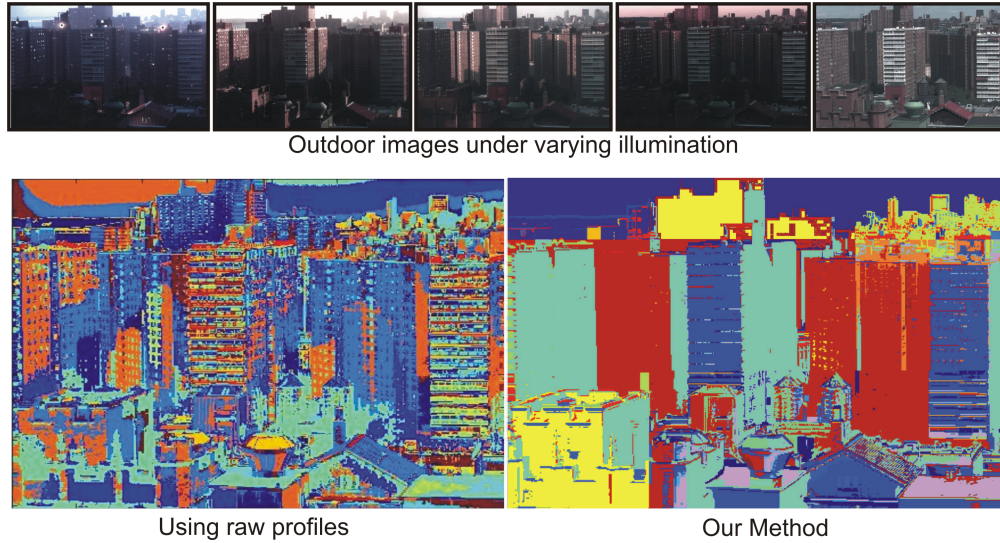 Outdoor images under varying illumination
Using raw profiles
Our Method